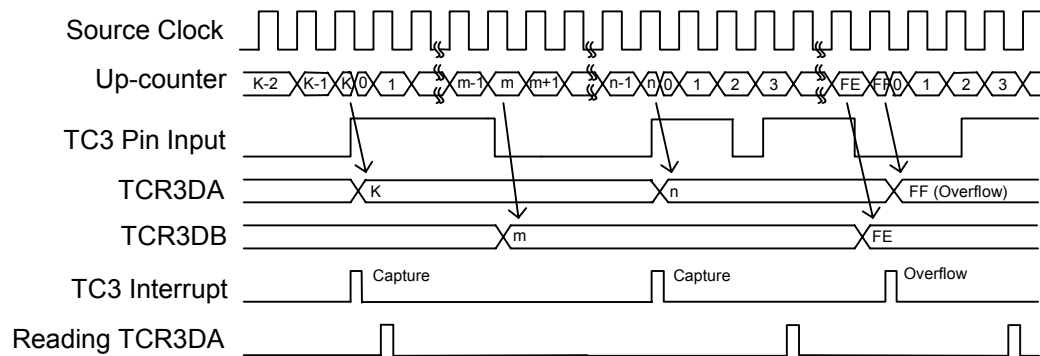 Source Clock
Up-counter K-2 K-1 K 0 1 m-1 m m+1 n-1 n 0 1 2 3 FE FF 0 1 2 3
TC3 Pin Input
TCR3DA K n FF (Overflow)
TCR3DB m FE
TC3 Interrupt Capture Capture Overflow
Reading TCR3DA